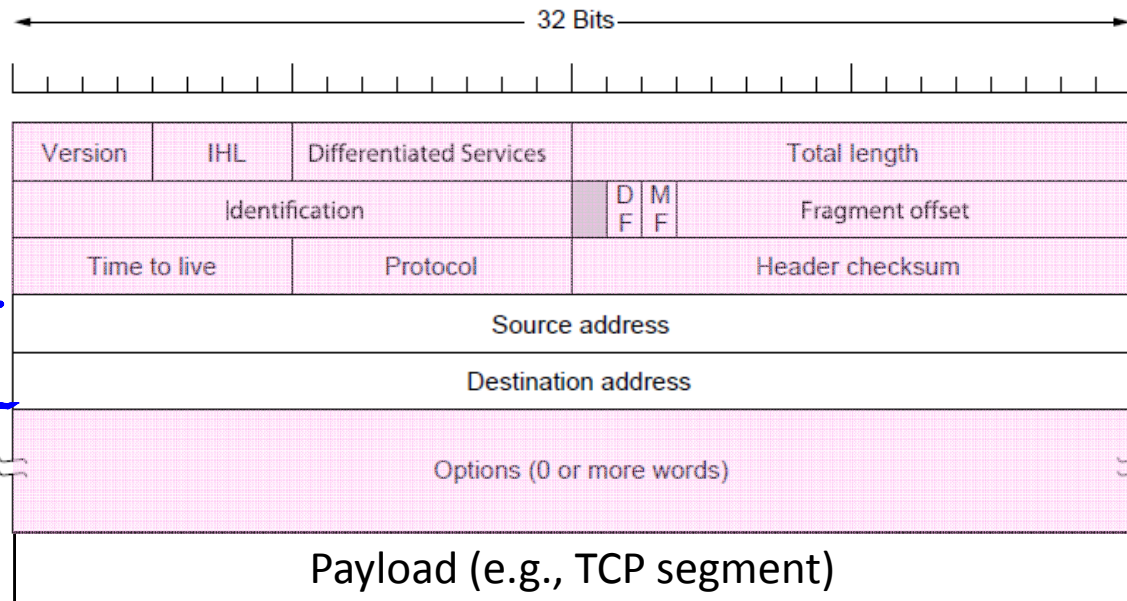 32 Bits
Version IHL Differentiated Services Total length
Identification D F M F Fragment offset
Time to live Protocol Header checksum
Source address
Destination address
Options (0 or more words)
Payload (e.g., TCP segment)